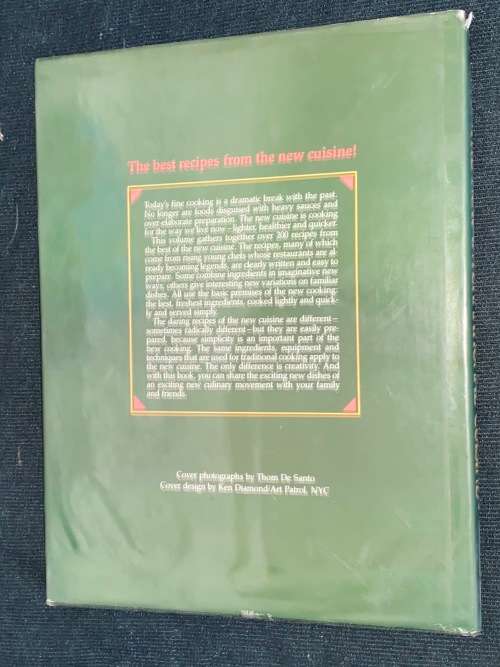 The best recipes from the new cuisine!
Today's fine cooking is a dramatic break with the past.
No longer are foods disguised with heavy sauces and
over elaborate preparation. The new cuisine is cooking
for the way we live now—lighter, healthier and quicker.
This volume gathers together over 200 recipes from
the best of the new cuisine. The recipes, many of which
come from rising young chefs whose restaurants are al-
ready becoming legends, are clearly written and easy to
prepare. Some combine ingredients in imaginative new
ways; others give interesting new variations on familiar
dishes. All use the basic premises of the new cooking:
the best, freshest ingredients, cooked lightly and quick-
ly and served simply.
The daring recipes of the new cuisine are different—
sometimes radically different—but they are easily pre-
pared, because simplicity is an important part of the
new cooking. The same ingredients, equipment and
techniques that are used for traditional cooking apply to
the new cuisine. The only difference is creativity. And
with this book, you can share the exciting new dishes of
an exciting new culinary movement with your family
and friends.
Cover photographs by Thom De Santo
Cover design by Ken Diamond/Art Patrol, NYC